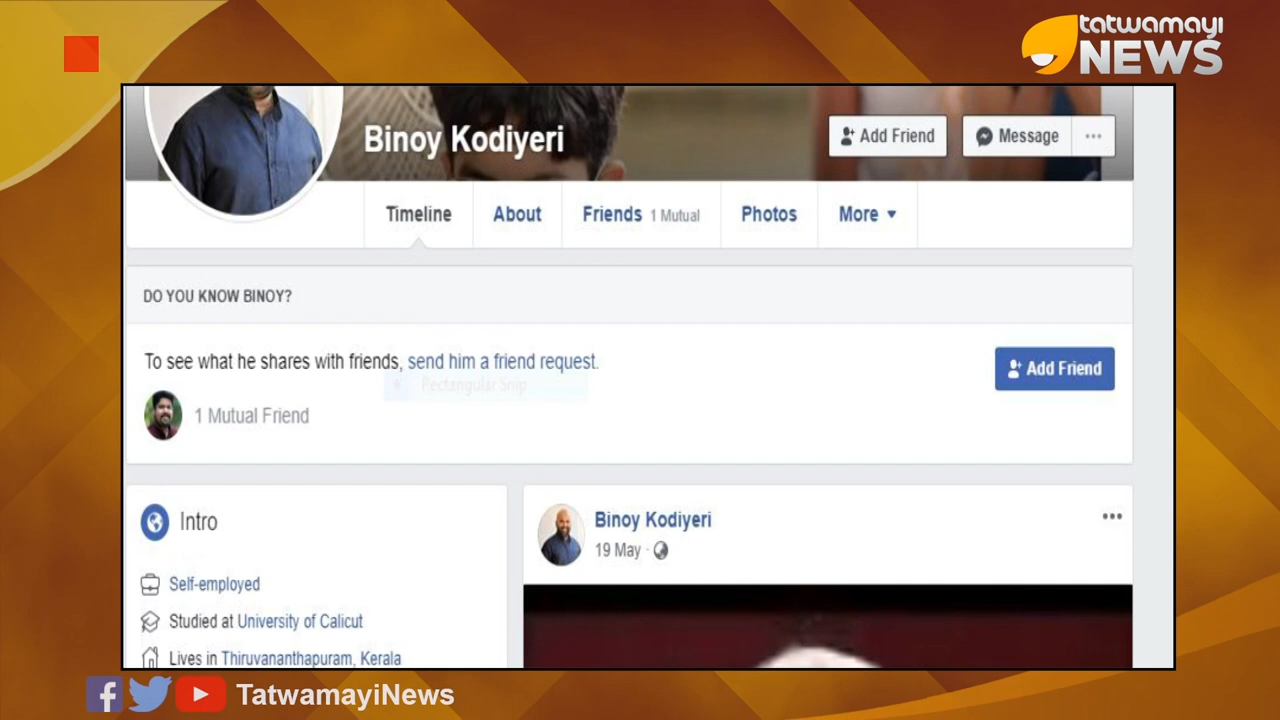 tatwamayi
NEWS
Binoy Kodiyeri
Add Friend
Message
Timeline
About
Friends 1 Mutual
Photos
More
DO YOU KNOW BINOY?
To see what he shares with friends, send him a friend request.
Rectangular Snip
Add Friend
1 Mutual Friend
Intro
Self-employed
Studied at University of Calicut
Lives in Thiruvananthapuram, Kerala
Binoy Kodiyeri
19 May ·
TatwamayiNews